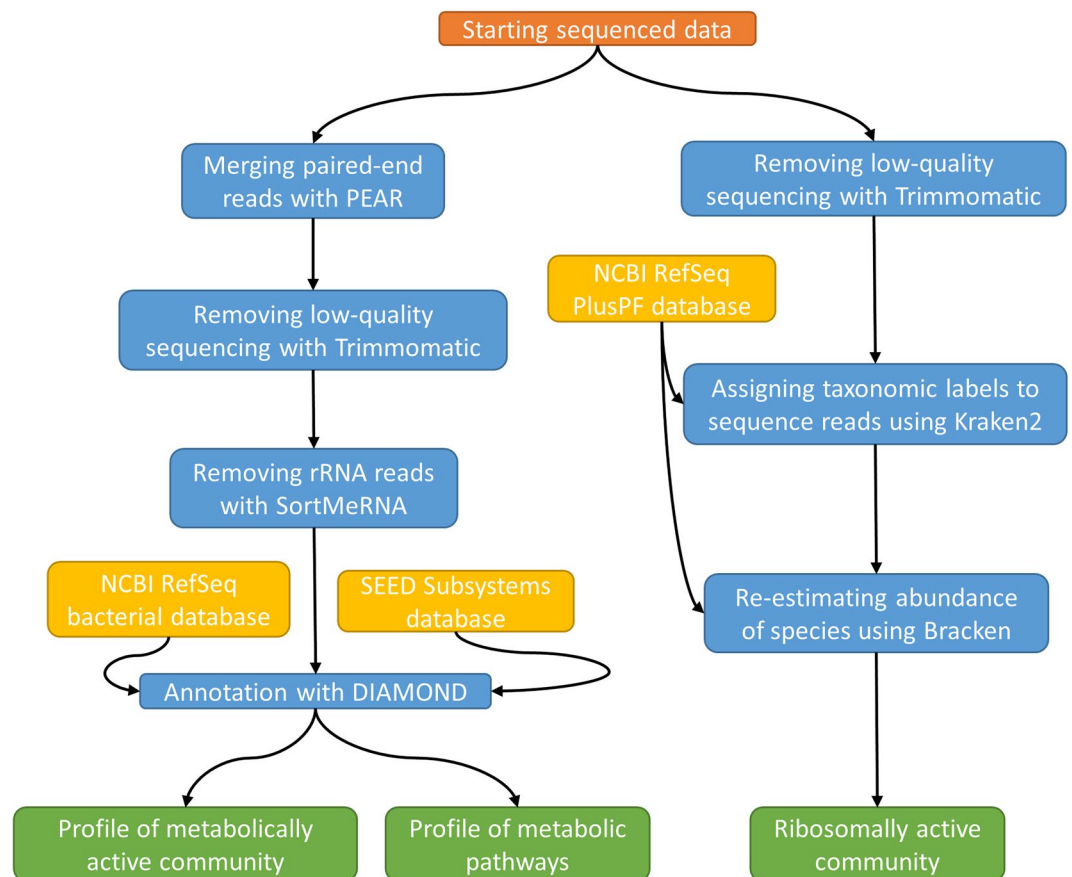 Starting sequenced data
Merging paired-end
reads with PEAR
Removing low-quality
sequencing with Trimmomatic
Removing low-quality
sequencing with Trimmomatic
NCBI RefSeq
PlusPF database
Assigning taxonomic labels to
sequence reads using Kraken2
Removing rRNA reads
with SortMeRNA
NCBI RefSeq
bacterial database
SEED Subsystems
database
Re-estimating abundance
of species using Bracken
Annotation with DIAMOND
Profile of metabolically
active community
Profile of metabolic
pathways
Ribosomally active
community